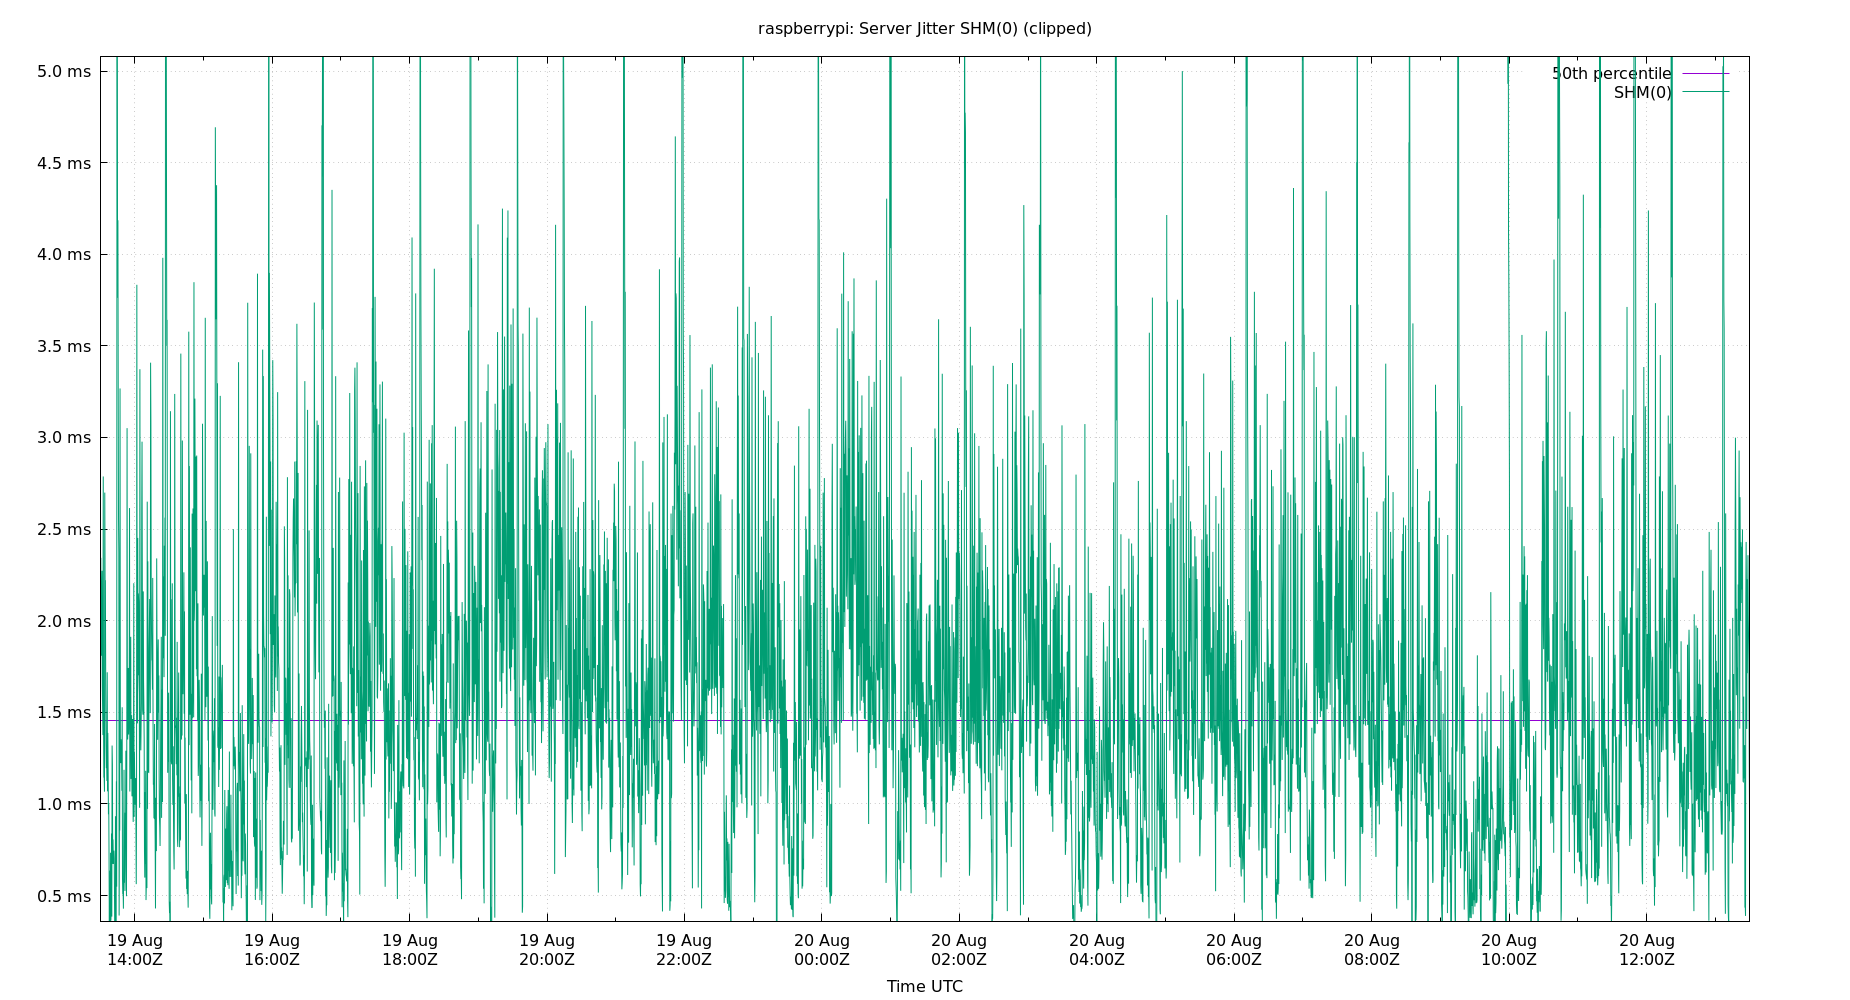 raspberrypi: Server Jitter SHM(0) (clipped)
5.0 ms
50th percentile
SHM(0)
4.5 ms
4.0 ms
3.5 ms
3.0 ms
2.5 ms
2.0 ms
1.5 ms
1.0 ms
0.5 ms
19 Aug 19 Aug 19 Aug 19 Aug 19 Aug 20 Aug 20 Aug 20 Aug 20 Aug 20 Aug 20 Aug 20 Aug
14:00Z 16:00Z 18:00Z 20:00Z 22:00Z 00:00Z 02:00Z 04:00Z 06:00Z 08:00Z 10:00Z 12:00Z
Time UTC